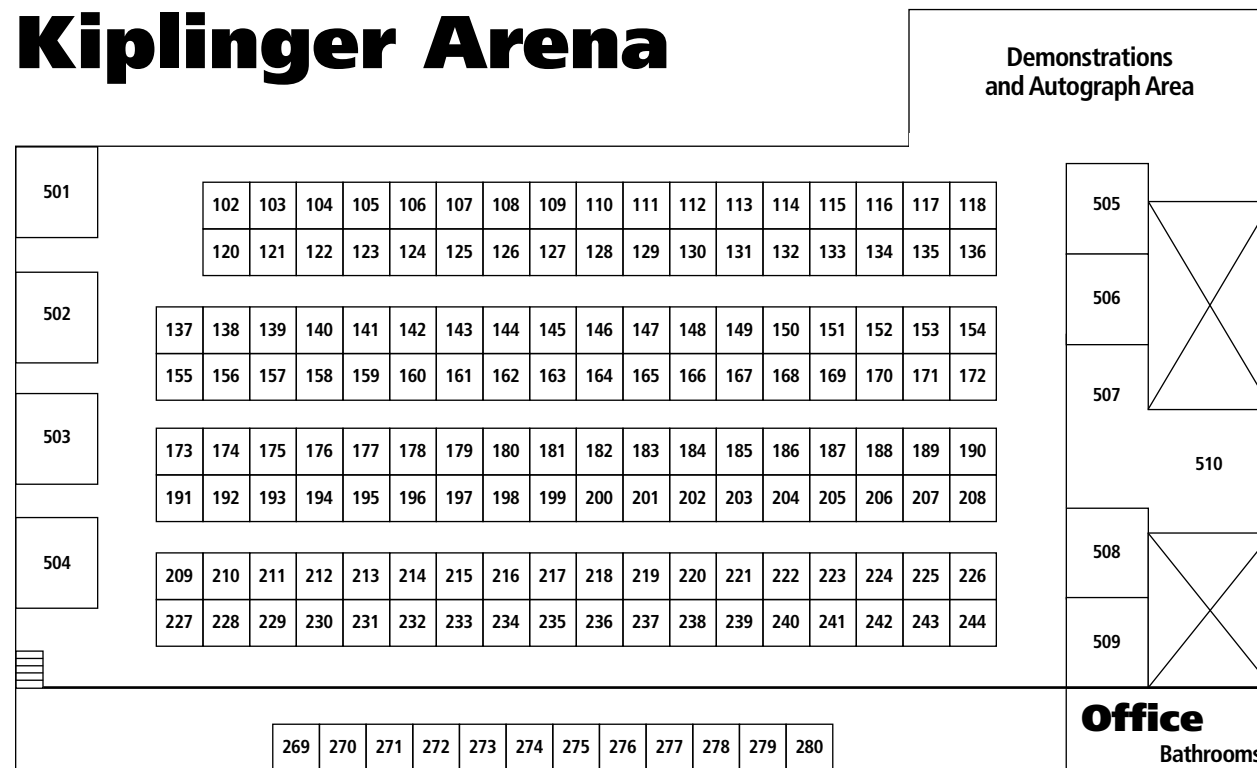 Kiplinger Arena
Demonstrations
and Autograph Area
501
102 103 104 105 106 107 108 109 110 111 112 113 114 115 116 117 118
505
120 121 122 123 124 125 126 127 128 129 130 131 132 133 134 135 136
506
502
137 138 139 140 141 142 143 144 145 146 147 148 149 150 151 152 153 154
155 156 157 158 159 160 161 162 163 164 165 166 167 168 169 170 171 172
507
503
173 174 175 176 177 178 179 180 181 182 183 184 185 186 187 188 189 190
510
191 192 193 194 195 196 197 198 199 200 201 202 203 204 205 206 207 208
508
504
209 210 211 212 213 214 215 216 217 218 219 220 221 222 223 224 225 226
227 228 229 230 231 232 233 234 235 236 237 238 239 240 241 242 243 244
509
Office
269 270 271 272 273 274 275 276 277 278 279 280
Bathrooms